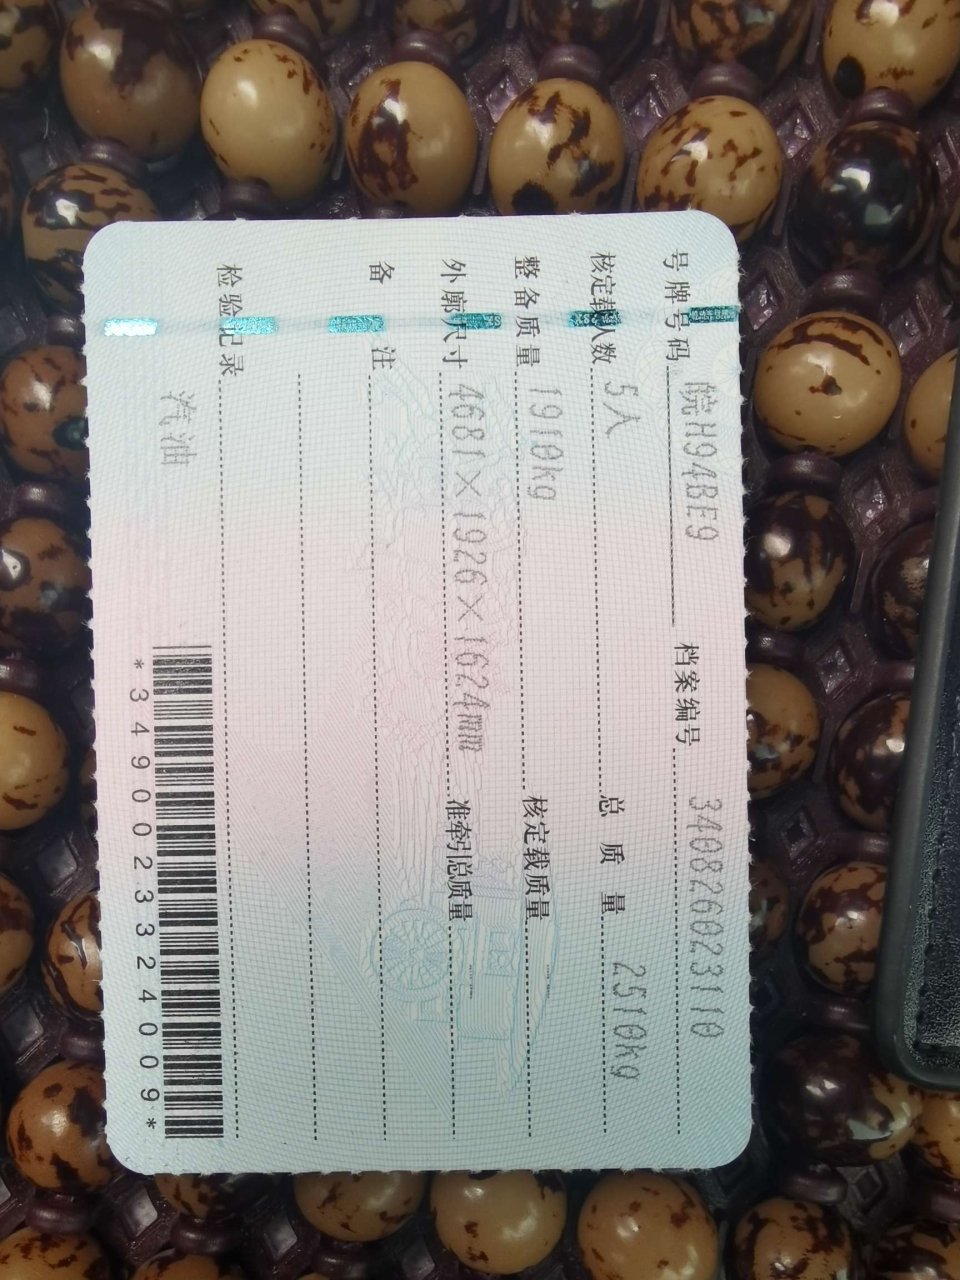 号牌号码 皖H94BE9 档案编号 340826023110
核定载人数 5人 总质量 2510kg
整备质量 1910kg 核定载质量
外廓尺寸 4681×1926×1624mm 准牵引总质量
备注
检验记录
汽油
*3490023324009*